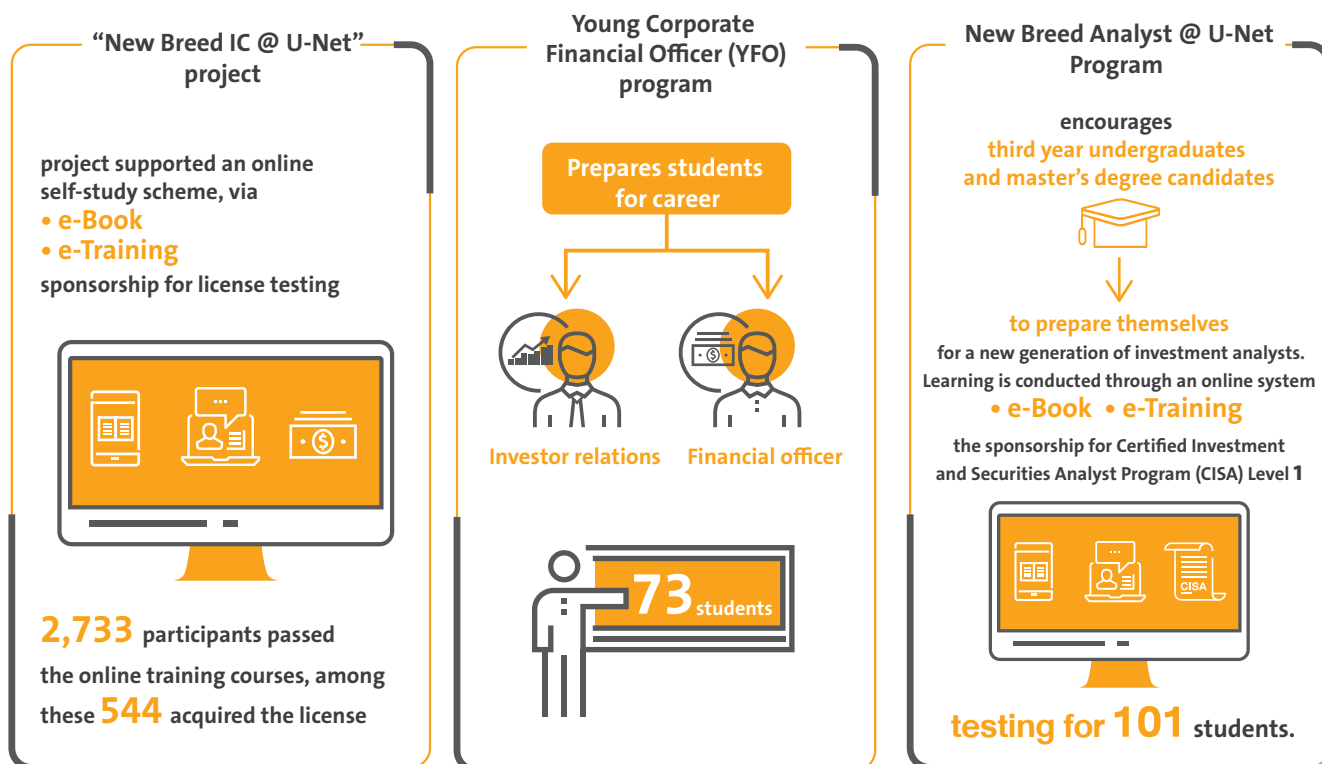 “New Breed IC @ U-Net”
project
project supported an online
self-study scheme, via
• e-Book
• e-Training
sponsorship for license testing
2,733 participants passed
the online training courses, among
these 544 acquired the license
Young Corporate
Financial Officer (YFO)
program
Prepares students
for career
Investor relations
Financial officer
73 students
New Breed Analyst @ U-Net
Program
encourages
third year undergraduates
and master’s degree candidates
to prepare themselves
for a new generation of investment analysts.
Learning is conducted through an online system
• e-Book • e-Training
the sponsorship for Certified Investment
and Securities Analyst Program (CISA) Level 1
CISA
testing for 101 students.